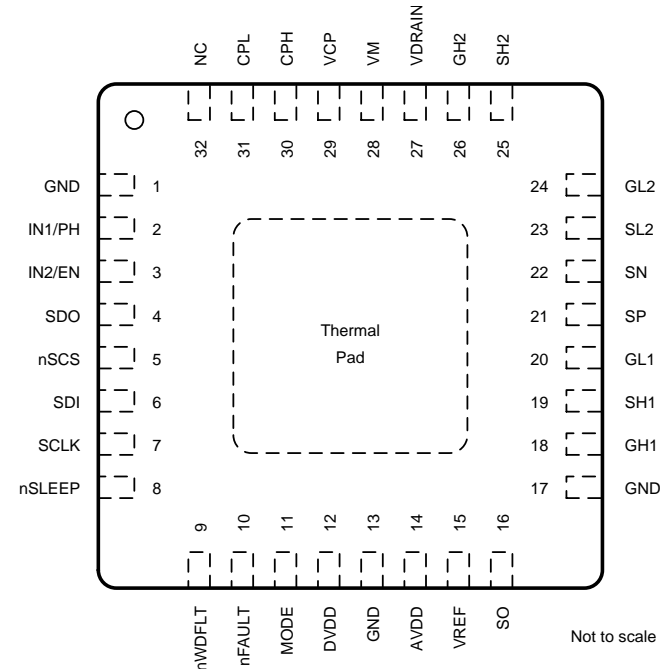 NC
CPL
CPH
VCP
VM
VDRAIN
GH2
SH2
32
31
30
29
28
27
26
25
GND 1
IN1/PH 2
IN2/EN 3
SDO 4
nSCS 5
SDI 6
SCLK 7
nSLEEP 8
24 GL2
23 SL2
22 SN
21 SP
20 GL1
19 SH1
18 GH1
17 GND
Thermal
Pad
9
10
11
12
13
14
15
16
nWDFLT
nFAULT
MODE
DVDD
GND
AVDD
VREF
SO
Not to scale